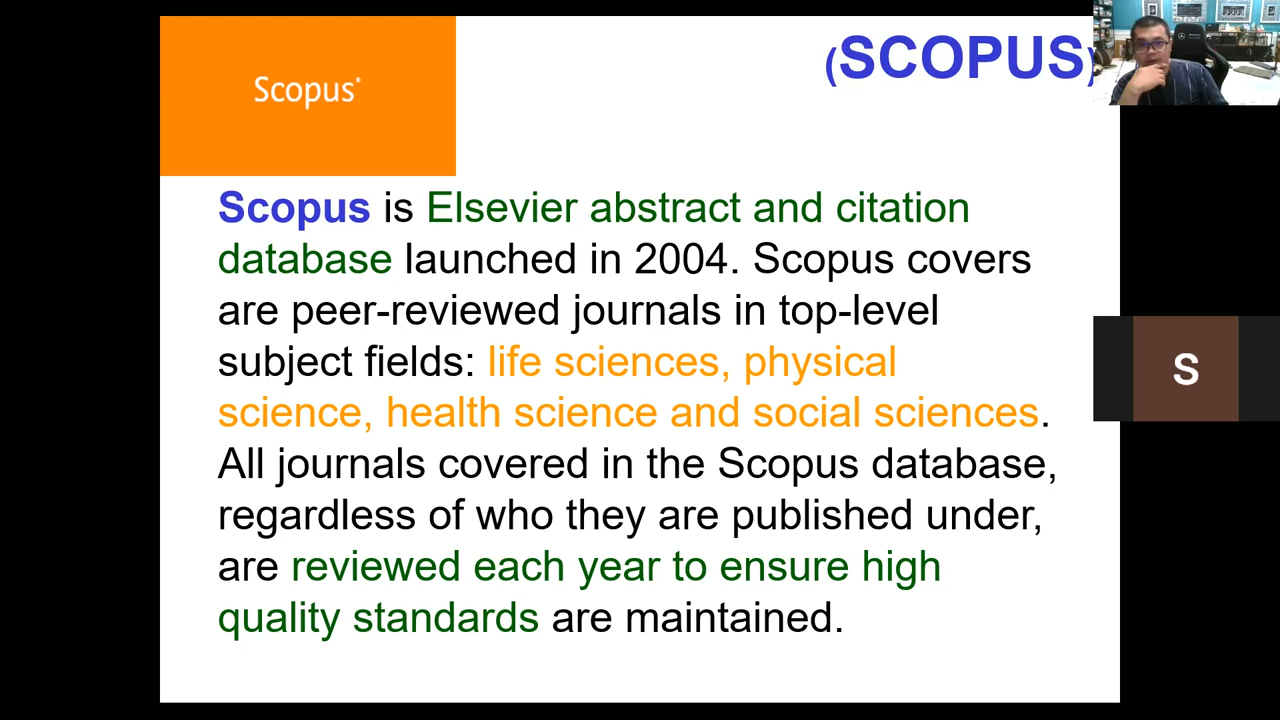 Scopus®
(SCOPUS)
Scopus is Elsevier abstract and citation
database launched in 2004. Scopus covers
are peer-reviewed journals in top-level
subject fields: life sciences, physical
science, health science and social sciences.
All journals covered in the Scopus database,
regardless of who they are published under,
are reviewed each year to ensure high
quality standards are maintained.
S